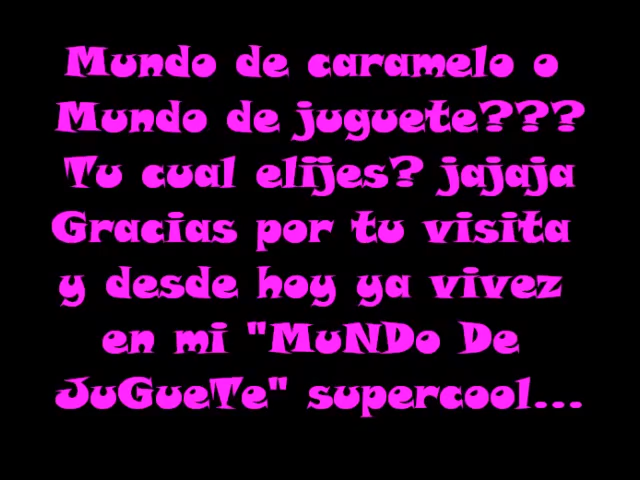 Mundo de caramelo o
Mundo de juguete???
Tu cual elijes? jajaja
Gracias por tu visita
y desde hoy ya vivez
en mi "MuNDo De
JuGueTe" supercool...